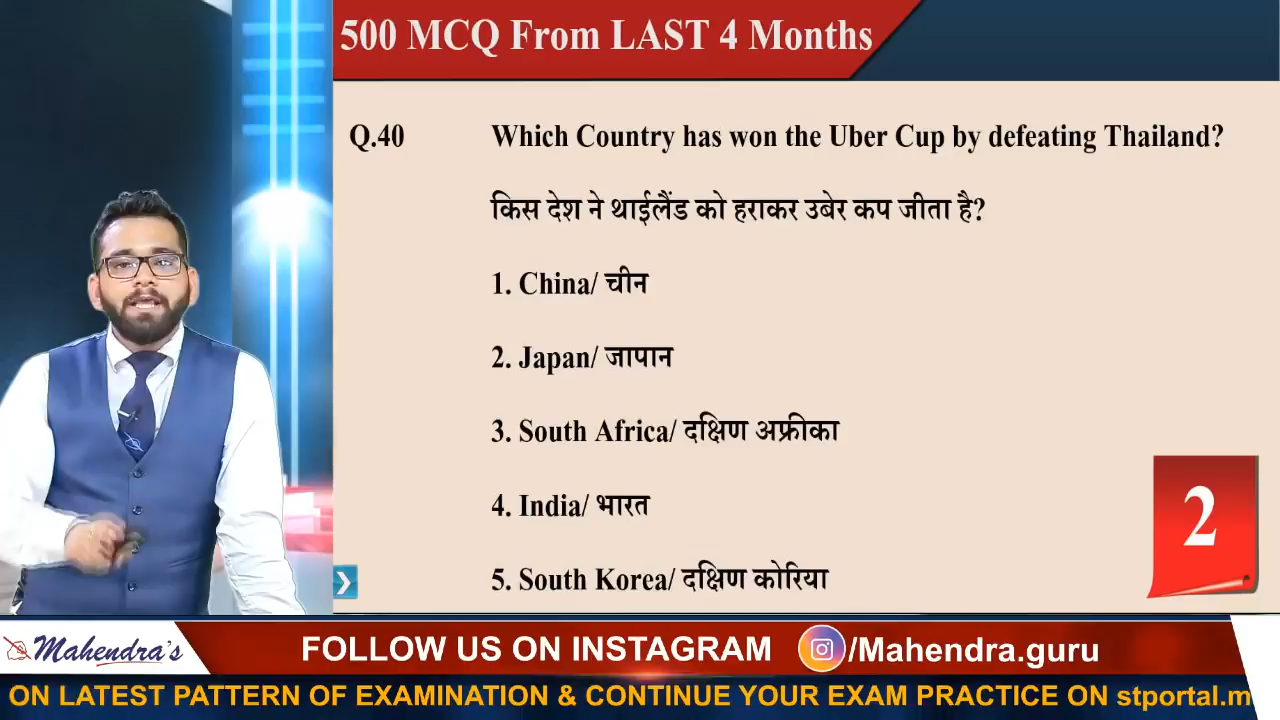 500 MCQ From LAST 4 Months
Q.40 Which Country has won the Uber Cup by defeating Thailand?
किस देश ने थाईलैंड को हराकर उबेर कप जीता है?
1. China/ चीन
2. Japan/ जापान
3. South Africa/ दक्षिण अफ्रीका
4. India/ भारत
5. South Korea/ दक्षिण कोरिया
2
Mahendra's
FOLLOW US ON INSTAGRAM /Mahendra.guru
ON LATEST PATTERN OF EXAMINATION & CONTINUE YOUR EXAM PRACTICE ON stportal.m